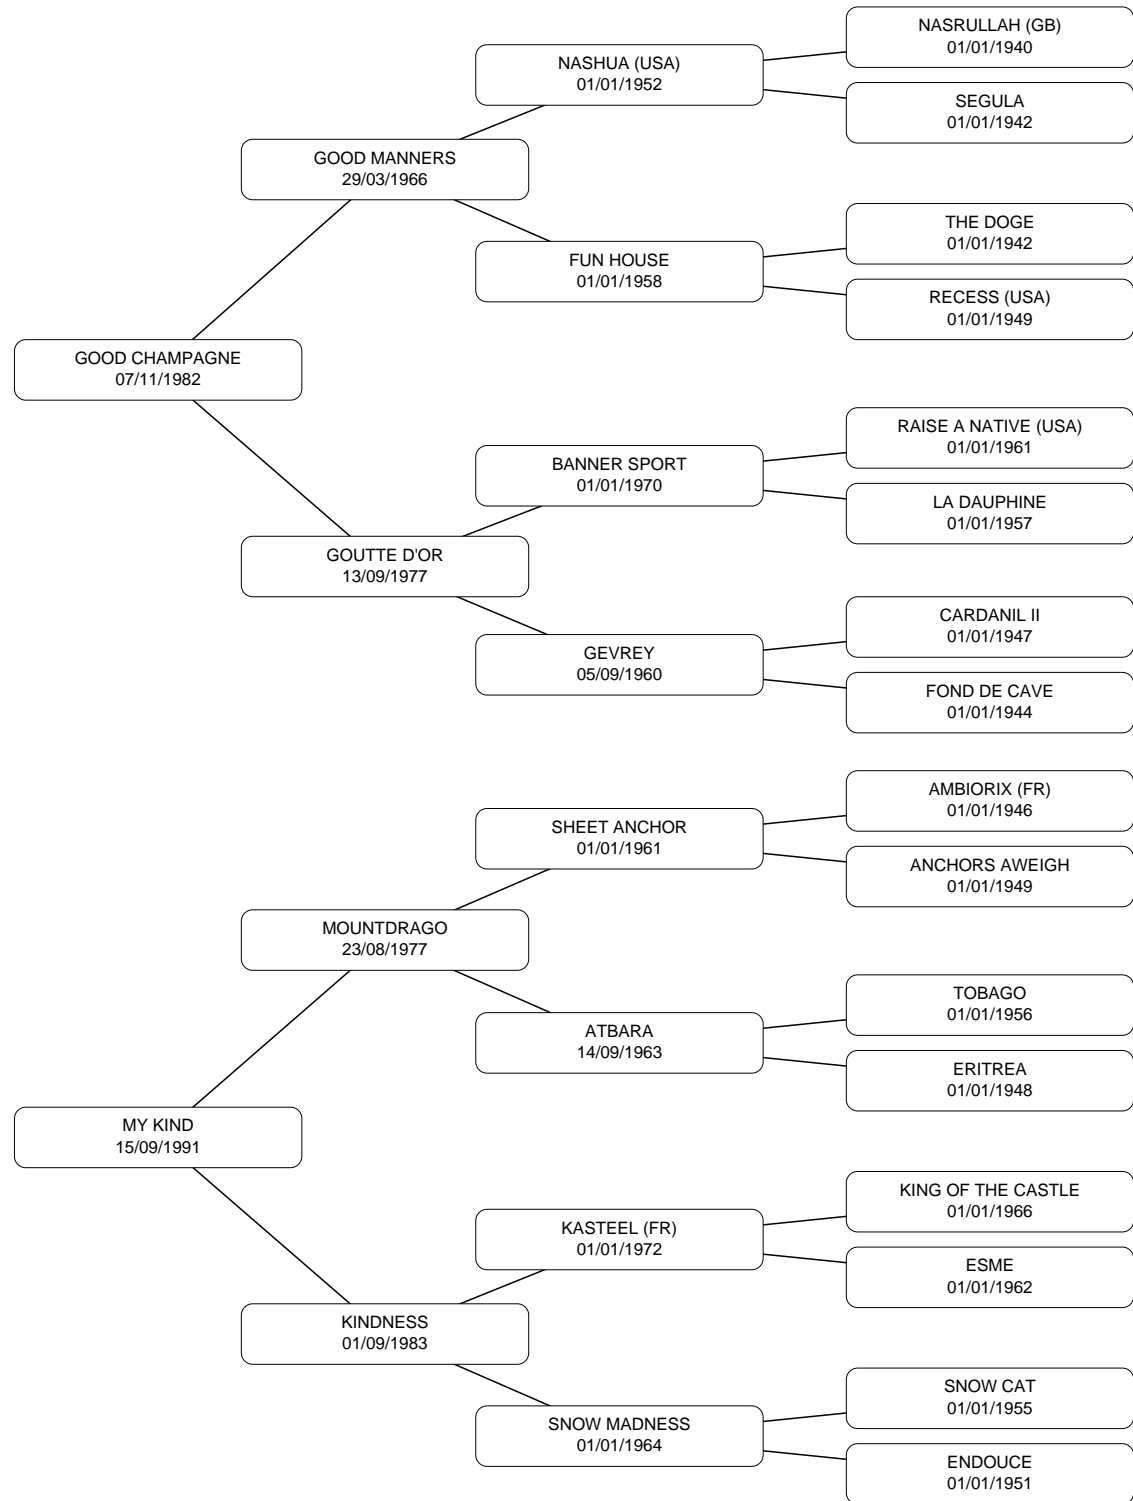 NASRULLAH (GB)
01/01/1940
NASHUA (USA)
01/01/1952
SEGULA
01/01/1942
GOOD MANNERS
29/03/1966
THE DOGE
01/01/1942
FUN HOUSE
01/01/1958
RECESS (USA)
01/01/1949
GOOD CHAMPAGNE
07/11/1982
RAISE A NATIVE (USA)
01/01/1961
BANNER SPORT
01/01/1970
LA DAUPHINE
01/01/1957
GOUTTE D'OR
13/09/1977
CARDANIL II
01/01/1947
GEVREY
05/09/1960
FOND DE CAVE
01/01/1944
AMBIORIX (FR)
01/01/1946
SHEET ANCHOR
01/01/1961
ANCHORS AWEIGH
01/01/1949
MOUNTDRAGO
23/08/1977
TOBAGO
01/01/1956
ATBARA
14/09/1963
ERITREA
01/01/1948
MY KIND
15/09/1991
KING OF THE CASTLE
01/01/1966
KASTEEL (FR)
01/01/1972
ESME
01/01/1962
KINDNESS
01/09/1983
SNOW CAT
01/01/1955
SNOW MADNESS
01/01/1964
ENDOUCE
01/01/1951